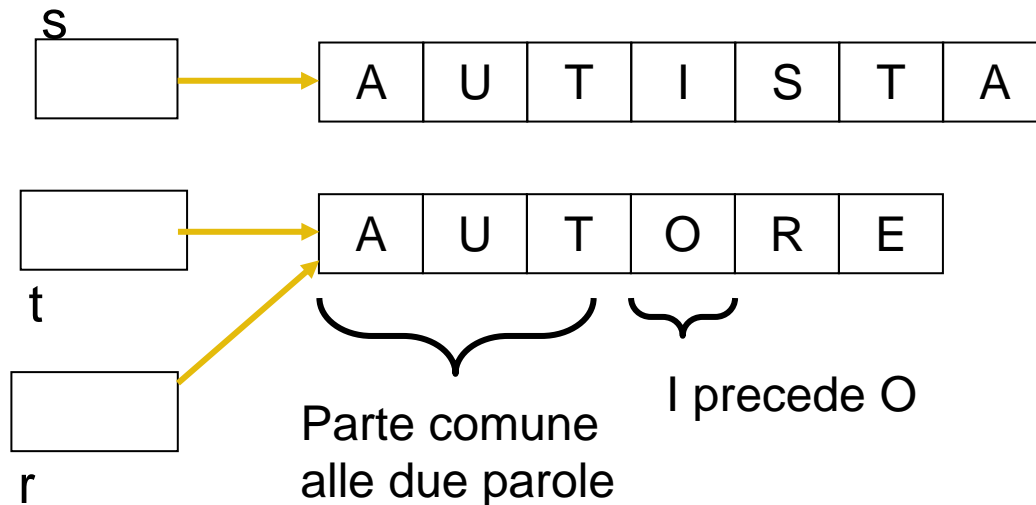 s
A U T I S T A
A U T O R E
t
I precede O
Parte comune
alle due parole
r